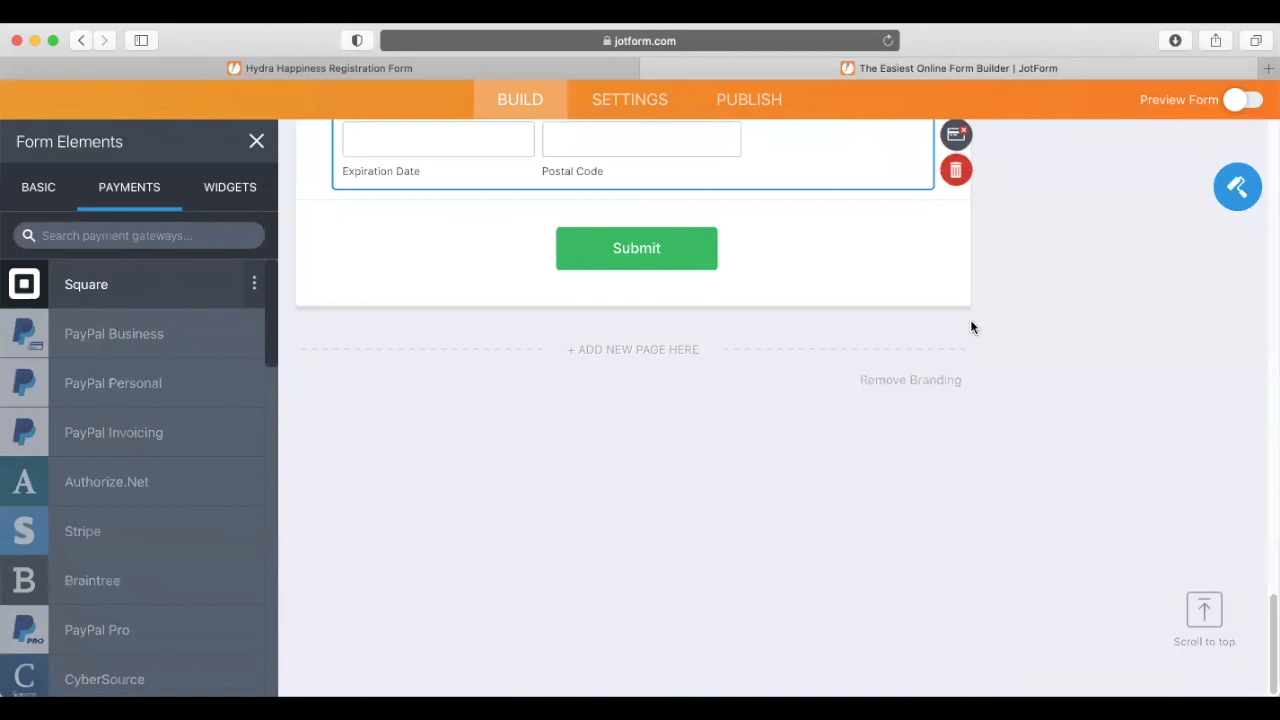 jotform.com
Hydra Happiness Registration Form
The Easiest Online Form Builder | JotForm
BUILD
SETTINGS
PUBLISH
Preview Form
Form Elements
BASIC
PAYMENTS
WIDGETS
Search payment gateways...
Square
PayPal Business
PayPal Personal
PayPal Invoicing
A
Authorize.Net
S
Stripe
B
Braintree
PRO
PayPal Pro
C
CyberSource
Expiration Date
Postal Code
Submit
+ ADD NEW PAGE HERE
Remove Branding
Scroll to top